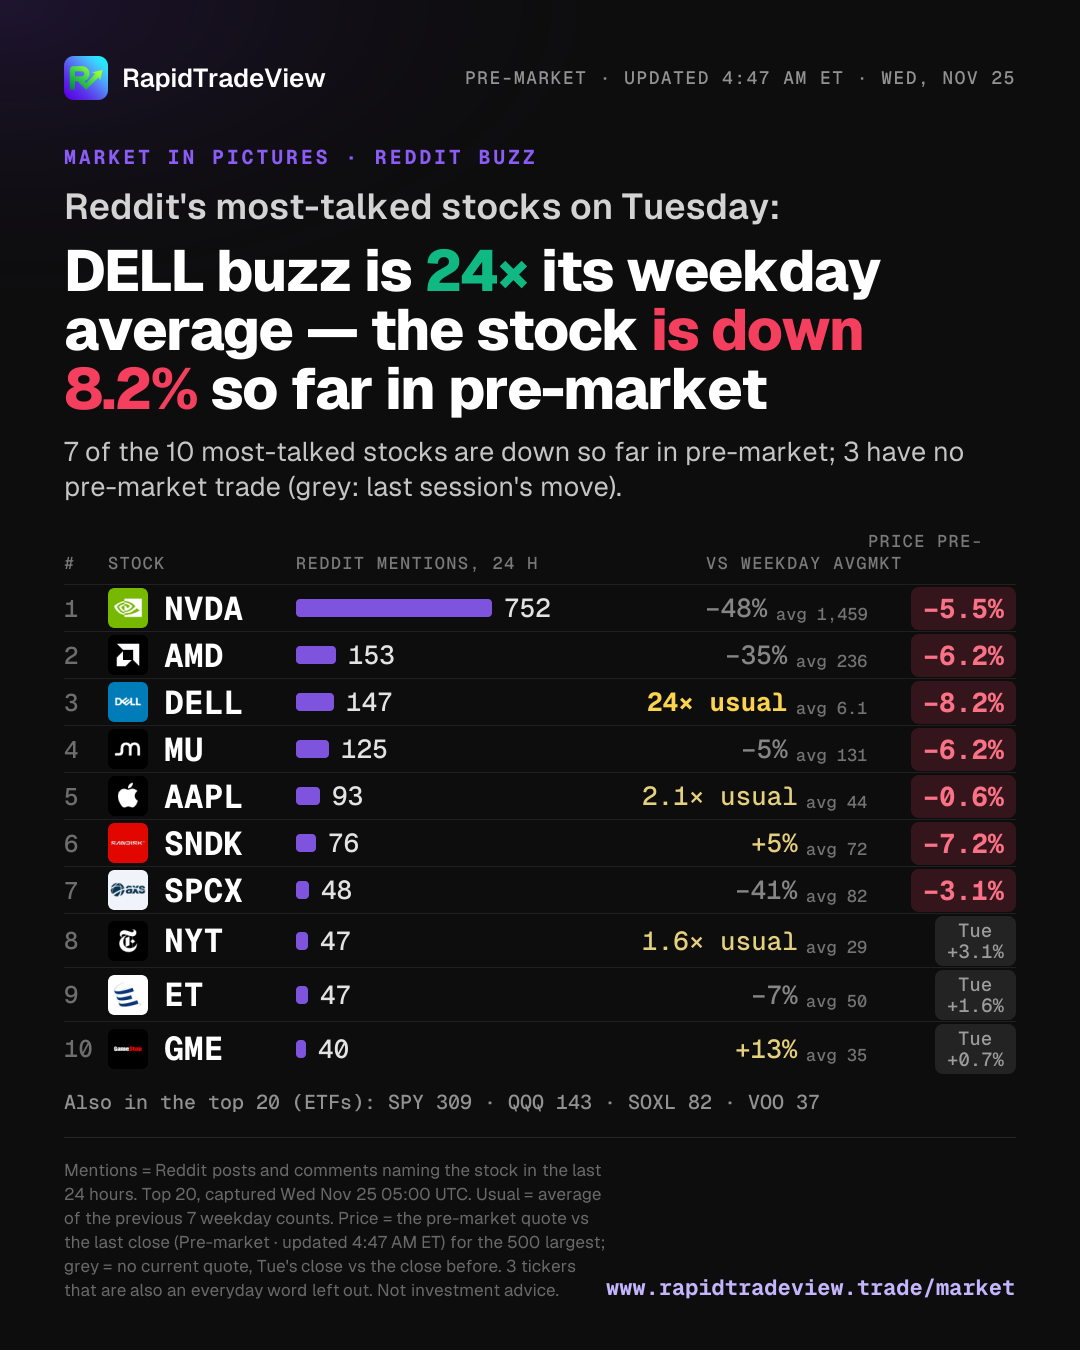 RapidTradeView
PRE-MARKET · UPDATED 4:47 AM ET · WED, NOV 25
MARKET IN PICTURES · REDDIT BUZZ
Reddit's most-talked stocks on Tuesday:
DELL buzz is 24× its weekday
average — the stock is down
8.2% so far in pre-market
7 of the 10 most-talked stocks are down so far in pre-market; 3 have no
pre-market trade (grey: last session's move).
# STOCK REDDIT MENTIONS, 24 H VS WEEKDAY AVG PRICE PRE-MKT
1 NVDA 752 −48% avg 1,459 −5.5%
2 AMD 153 −35% avg 236 −6.2%
3 DELL DELL 147 24× usual avg 6.1 −8.2%
4 MU 125 −5% avg 131 −6.2%
5 AAPL 93 2.1× usual avg 44 −0.6%
6 SNDK 76 +5% avg 72 −7.2%
7 axs SPCX 48 −41% avg 82 −3.1%
8 NYT 47 1.6× usual avg 29 Tue +3.1%
9 ET 47 −7% avg 50 Tue +1.6%
10 GameStop GME 40 +13% avg 35 Tue +0.7%
Also in the top 20 (ETFs): SPY 309 · QQQ 143 · SOXL 82 · VOO 37
Mentions = Reddit posts and comments naming the stock in the last
24 hours. Top 20, captured Wed Nov 25 05:00 UTC. Usual = average
of the previous 7 weekday counts. Price = the pre-market quote vs
the last close (Pre-market · updated 4:47 AM ET) for the 500 largest;
grey = no current quote, Tue's close vs the close before. 3 tickers
that are also an everyday word left out. Not investment advice.
www.rapidtradeview.trade/market